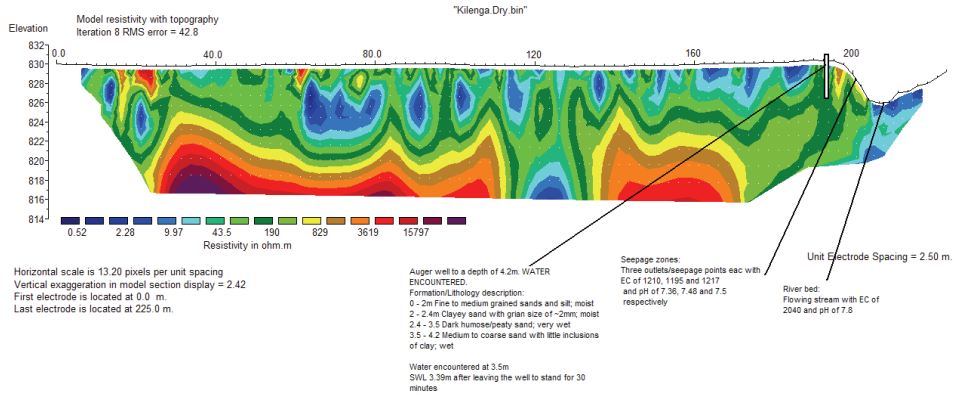 "Kilenga.Dry.bin"
Model resistivity with topography
Iteration 8 RMS error = 42.8
Elevation
832
830
828
826
824
822
820
818
816
814
0.0
40.0
80.0
120
160
200
0.52 2.28 9.97 43.5 190 829 3619 15797
Resistivity in ohm.m
Horizontal scale is 13.20 pixels per unit spacing
Vertical exaggeration in model section display = 2.42
First electrode is located at 0.0 m.
Last electrode is located at 225.0 m.
Auger well to a depth of 4.2m. WATER
ENCOUNTERED.
Formation/Lithology description:
0 - 2m Fine to medium grained sands and silt; moist
2 - 2.4m Clayey sand with grian size of ~2mm; moist
2.4 - 3.5 Dark humose/peaty sand; very wet
3.5 - 4.2 Medium to coarse sand with little inclusions
of clay; wet
Water encountered at 3.5m
SWL 3.39m after leaving the well to stand for 30
minutes
Seepage zones:
Three outlets/seepage points eac with
EC of 1210, 1195 and 1217
and pH of 7.36, 7.48 and 7.5
respectively
Unit Electrode Spacing = 2.50 m.
River bed:
Flowing stream with EC of
2040 and pH of 7.8